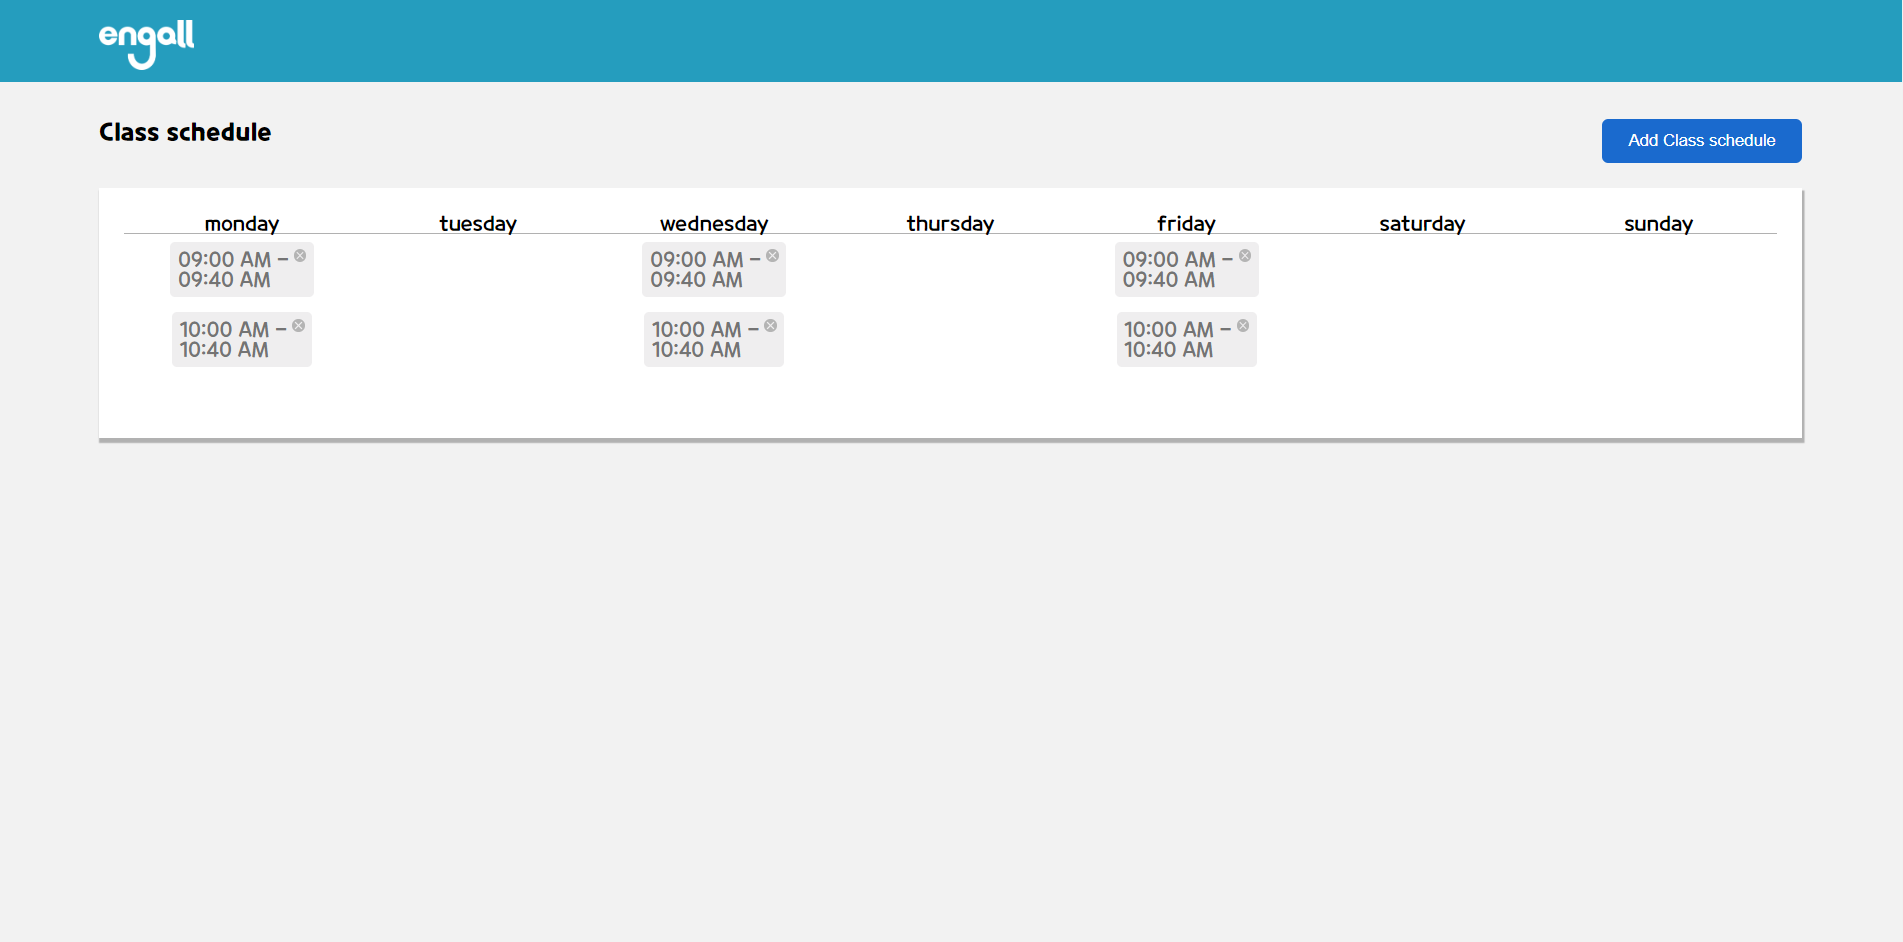 engall
Class schedule
Add Class schedule
monday tuesday wednesday thursday friday saturday sunday
09:00 AM – 09:00 AM – 09:00 AM –
09:40 AM 09:40 AM 09:40 AM
10:00 AM – 10:00 AM – 10:00 AM –
10:40 AM 10:40 AM 10:40 AM